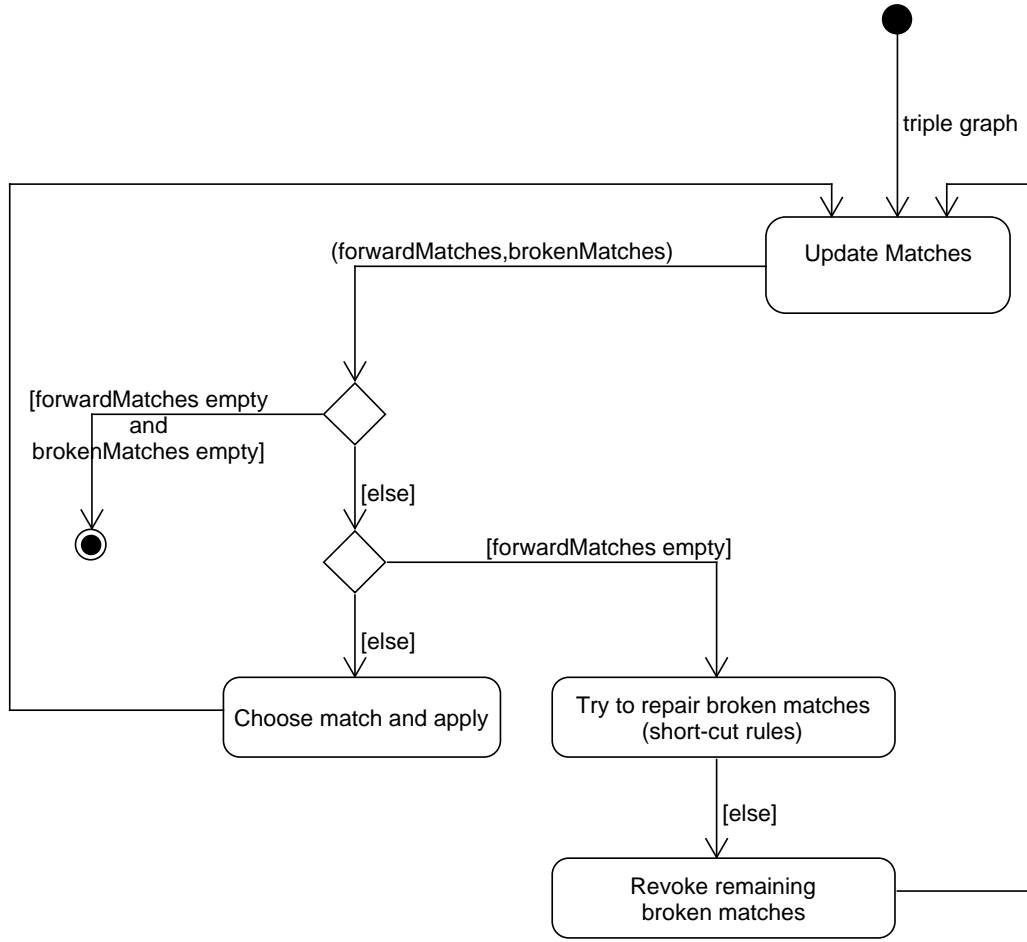 triple graph
Update Matches
(forwardMatches,brokenMatches)
[forwardMatches empty
and
brokenMatches empty]
[else]
[forwardMatches empty]
[else]
Choose match and apply
Try to repair broken matches
(short-cut rules)
[else]
Revoke remaining
broken matches